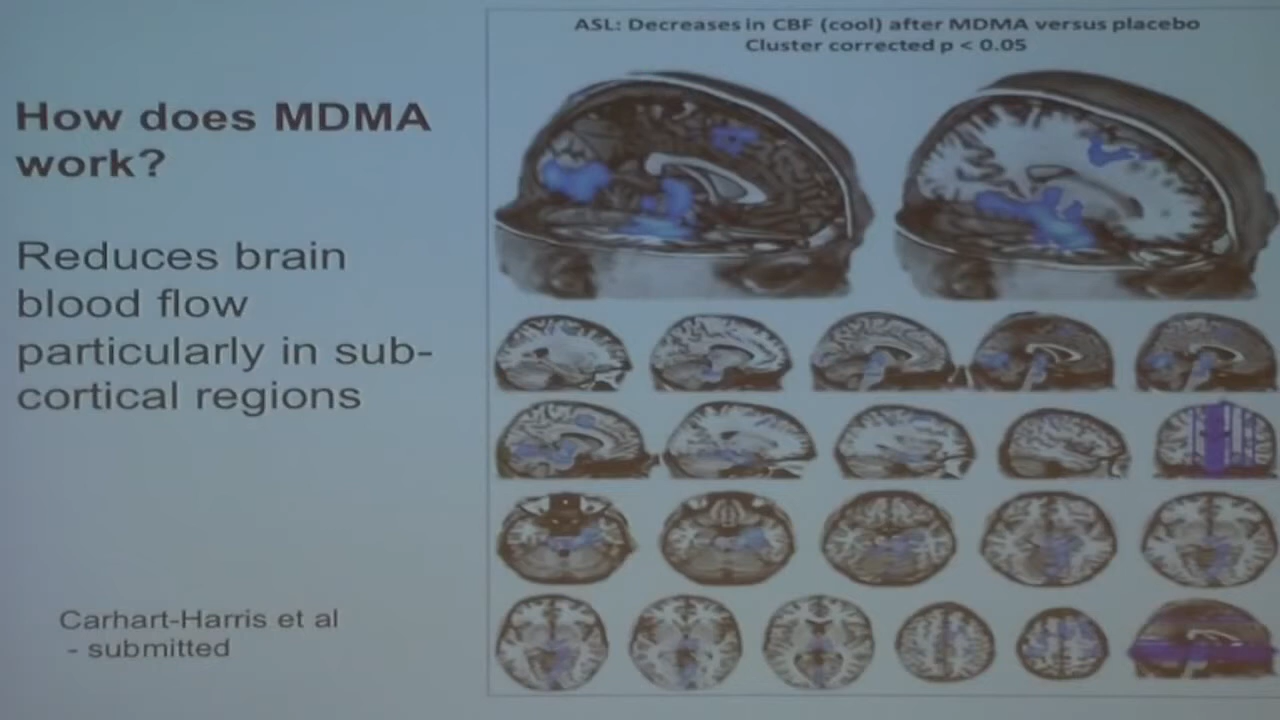 ASL: Decreases in CBF (cool) after MDMA versus placebo
Cluster corrected p < 0.05
How does MDMA
work?
Reduces brain
blood flow
particularly in sub-
cortical regions
Carhart-Harris et al
- submitted